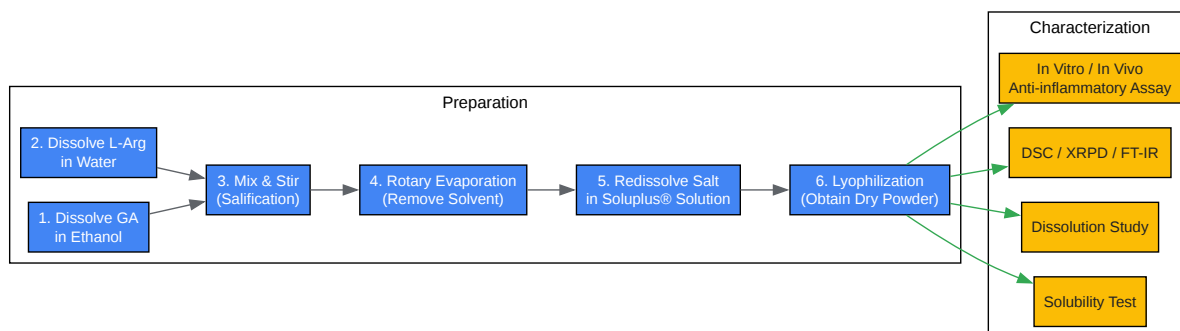 Preparation
2. Dissolve L-Arg
in Water
1. Dissolve GA
in Ethanol
3. Mix & Stir
(Salification)
4. Rotary Evaporation
(Remove Solvent)
5. Redissolve Salt
in Soluplus® Solution
6. Lyophilization
(Obtain Dry Powder)
Characterization
In Vitro / In Vivo
Anti-inflammatory Assay
DSC / XRPD / FT-IR
Dissolution Study
Solubility Test